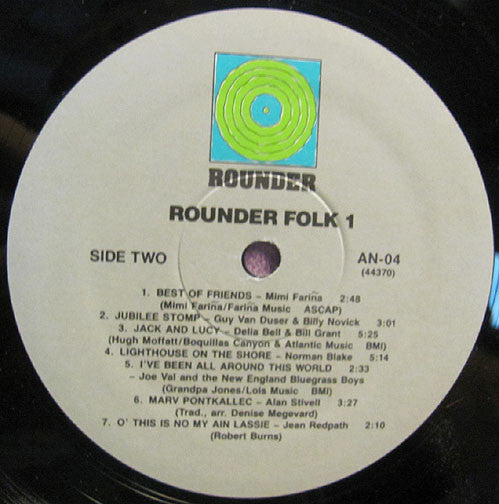 ROUNDER
ROUNDER FOLK 1
SIDE TWO
AN-04
(44370)
1. BEST OF FRIENDS – Mimi Fariña 2:48
(Mimi Fariña/Fariña Music ASCAP)
2. JUBILEE STOMP – Guy Van Duser & Billy Novick 3:01
3. JACK AND LUCY – Delia Bell & Bill Grant 5:25
(Hugh Moffatt/Boquillas Canyon & Atlantic Music BMI)
4. LIGHTHOUSE ON THE SHORE – Norman Blake 5:14
5. I'VE BEEN ALL AROUND THIS WORLD 2:33
– Joe Val and the New England Bluegrass Boys
(Grandpa Jones/Lois Music BMI)
6. MARV PONTKALLEC – Alan Stivell 3:27
(Trad., arr. Denise Megevard)
7. O' THIS IS NO MY AIN LASSIE – Jean Redpath 2:10
(Robert Burns)